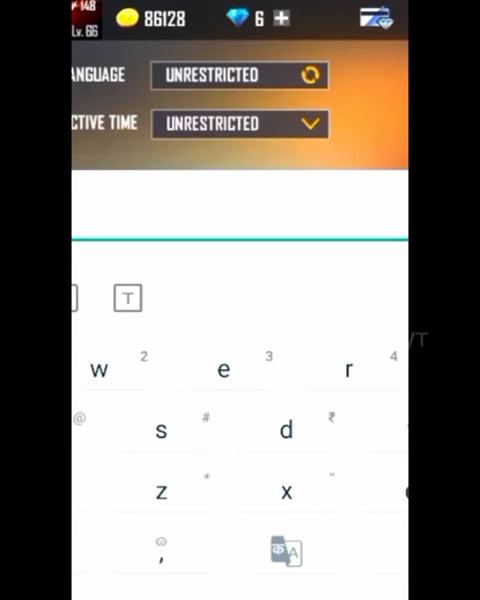 148
Lv. 66
86128
6
ANGUAGE UNRESTRICTED
CTIVE TIME UNRESTRICTED
T
w 2 e 3 r 4
@ s # d ₹
z * x "
, क A